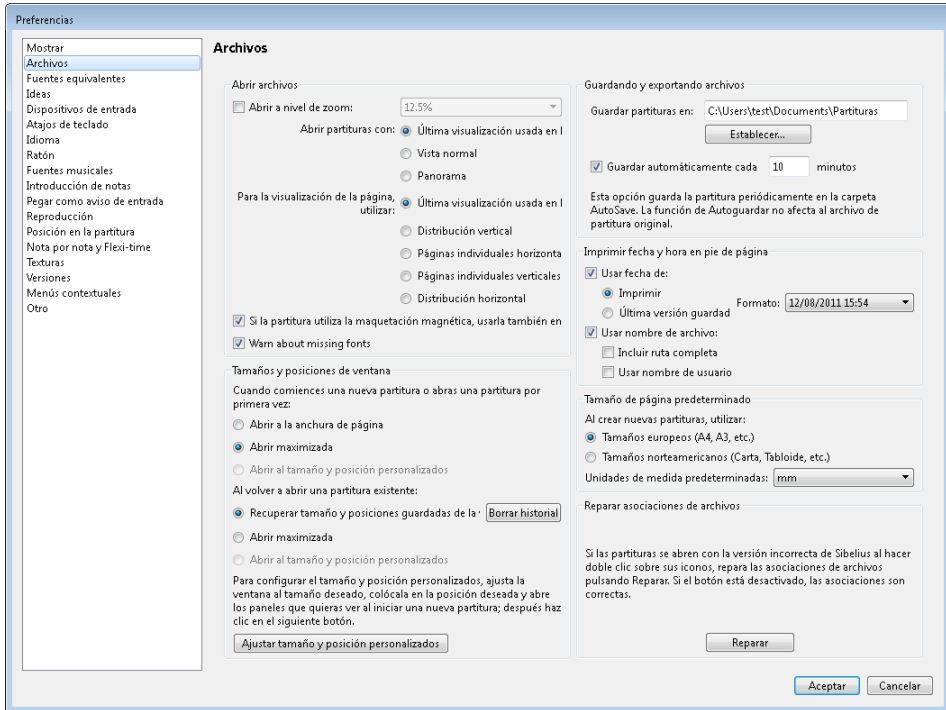 Preferencias
Mostrar
Archivos
Fuentes equivalentes
Ideas
Dispositivos de entrada
Atajos de teclado
Idioma
Ratón
Fuentes musicales
Introducción de notas
Pegar como aviso de entrada
Reproducción
Posición en la partitura
Nota por nota y Flexi-time
Texturas
Versiones
Menús contextuales
Otro
Archivos
Abrir archivos
Abrir a nivel de zoom: 12.5%
Abrir partituras con: Última visualización usada en l
Vista normal
Panorama
Para la visualización de la página,
utilizar: Última visualización usada en l
Distribución vertical
Páginas individuales horizonta
Páginas individuales verticales
Distribución horizontal
Si la partitura utiliza la maquetación magnética, usarla también en
Warn about missing fonts
Tamaños y posiciones de ventana
Cuando comiences una nueva partitura o abras una partitura por
primera vez:
Abrir a la anchura de página
Abrir maximizada
Abrir al tamaño y posición personalizados
Al volver a abrir una partitura existente:
Recuperar tamaño y posiciones guardadas de la Borrar historial
Abrir maximizada
Abrir al tamaño y posición personalizados
Para configurar el tamaño y posición personalizados, ajusta la
ventana al tamaño deseado, colócala en la posición deseada y abre
los paneles que quieras ver al iniciar una nueva partitura; después haz
clic en el siguiente botón.
Ajustar tamaño y posición personalizados
Guardando y exportando archivos
Guardar partituras en: C:\Users\test\Documents\Partituras
Establecer...
Guardar automáticamente cada 10 minutos
Esta opción guarda la partitura periódicamente en la carpeta
AutoSave. La función de Autoguardar no afecta al archivo de
partitura original.
Imprimir fecha y hora en pie de página
Usar fecha de:
Imprimir
Formato: 12/08/2011 15:54
Última versión guardad
Usar nombre de archivo:
Incluir ruta completa
Usar nombre de usuario
Tamaño de página predeterminado
Al crear nuevas partituras, utilizar:
Tamaños europeos (A4, A3, etc.)
Tamaños norteamericanos (Carta, Tabloide, etc.)
Unidades de medida predeterminadas: mm
Reparar asociaciones de archivos
Si las partituras se abren con la versión incorrecta de Sibelius al hacer
doble clic sobre sus iconos, repara las asociaciones de archivos
pulsando Reparar. Si el botón está desactivado, las asociaciones son
correctas.
Reparar
Aceptar
Cancelar